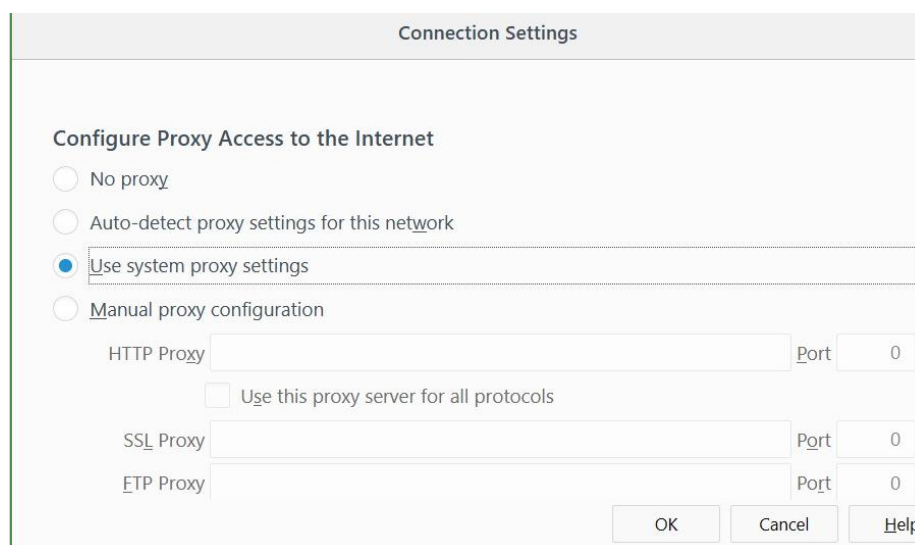 Connection Settings
Configure Proxy Access to the Internet
No proxy
Auto-detect proxy settings for this network
Use system proxy settings
Manual proxy configuration
HTTP Proxy Port 0
Use this proxy server for all protocols
SSL Proxy Port 0
FTP Proxy Port 0
OK Cancel Help